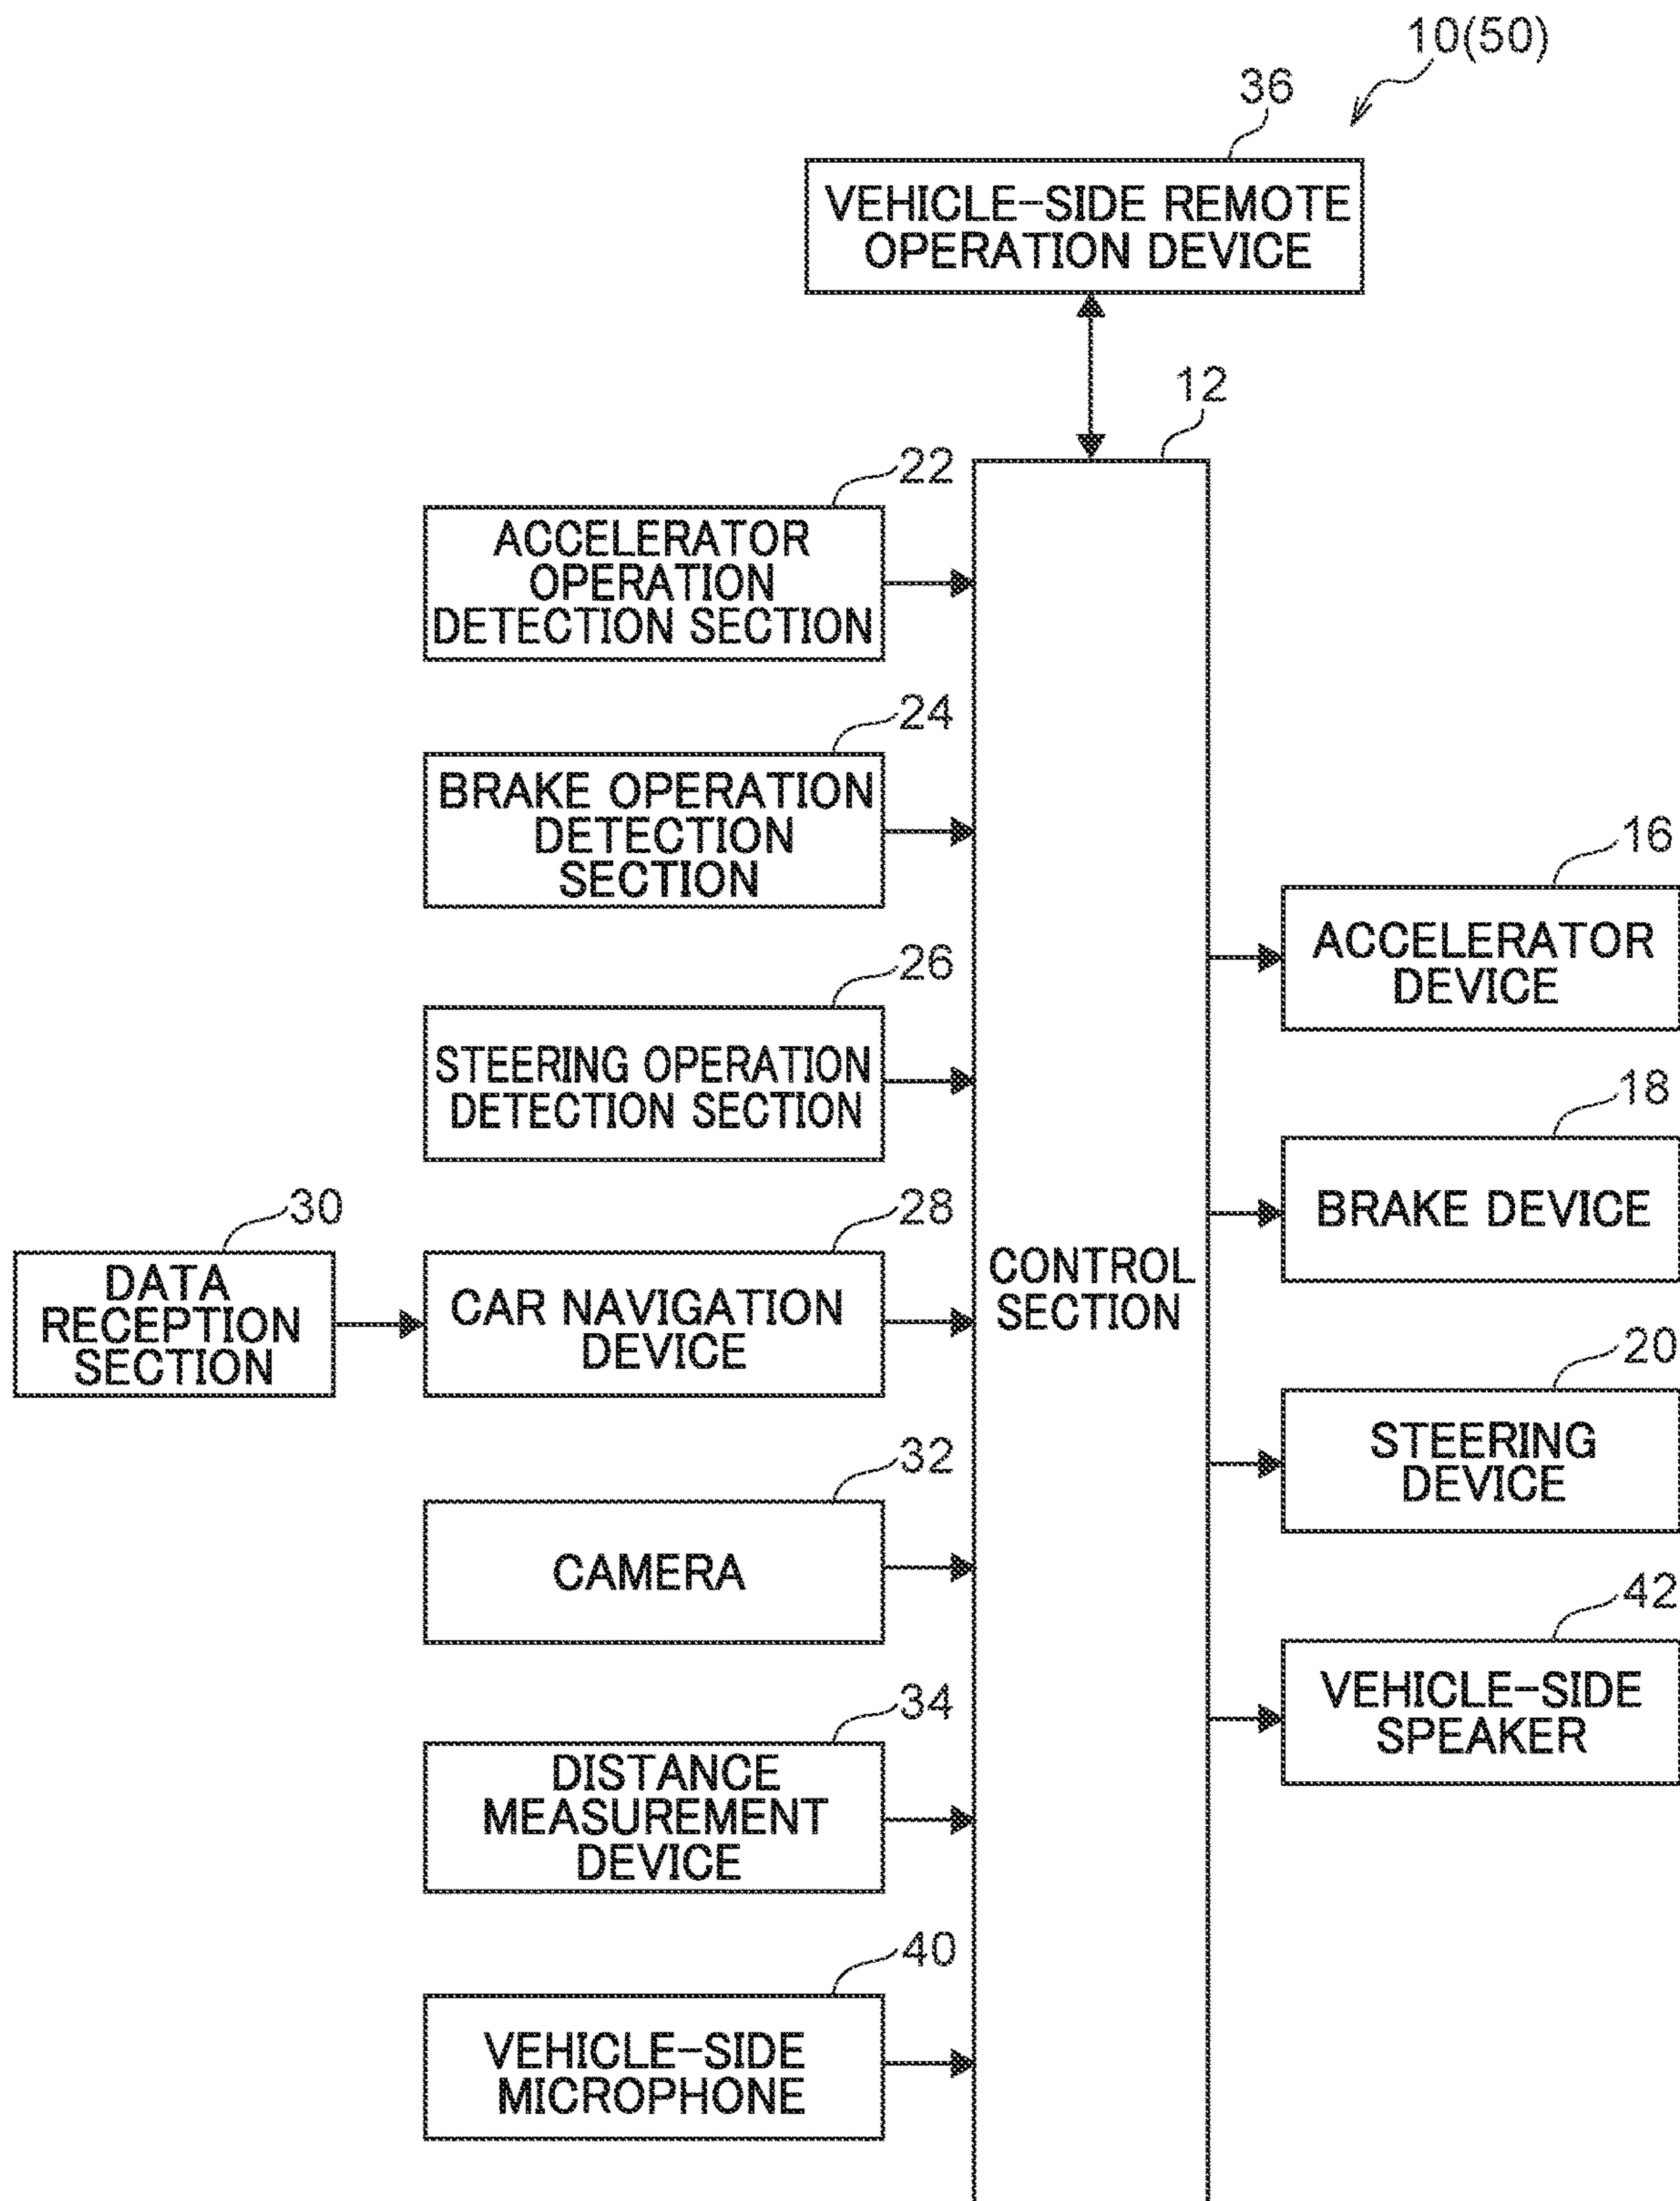 10(50)
36
VEHICLE-SIDE REMOTE
OPERATION DEVICE
12
22
ACCELERATOR
OPERATION
DETECTION SECTION
24
BRAKE OPERATION
DETECTION
SECTION
16
ACCELERATOR
DEVICE
26
STEERING OPERATION
DETECTION SECTION
18
BRAKE DEVICE
30
DATA
RECEPTION
SECTION
28
CAR NAVIGATION
DEVICE
CONTROL
SECTION
20
STEERING
DEVICE
32
CAMERA
42
VEHICLE-SIDE
SPEAKER
34
DISTANCE
MEASUREMENT
DEVICE
40
VEHICLE-SIDE
MICROPHONE